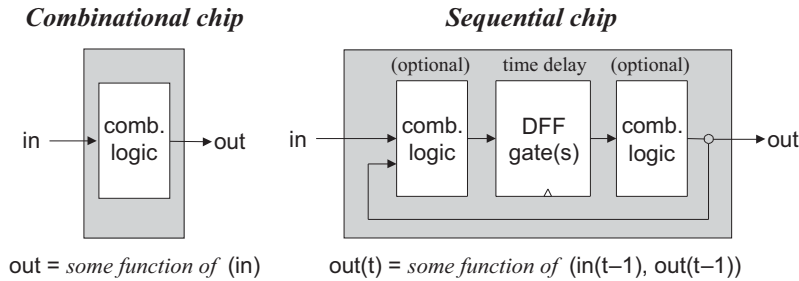 Combinational chip
in
comb.
logic
out
out = some function of (in)
Sequential chip
(optional)
time delay
(optional)
in
comb.
logic
DFF
gate(s)
comb.
logic
out
out(t) = some function of (in(t–1), out(t–1))